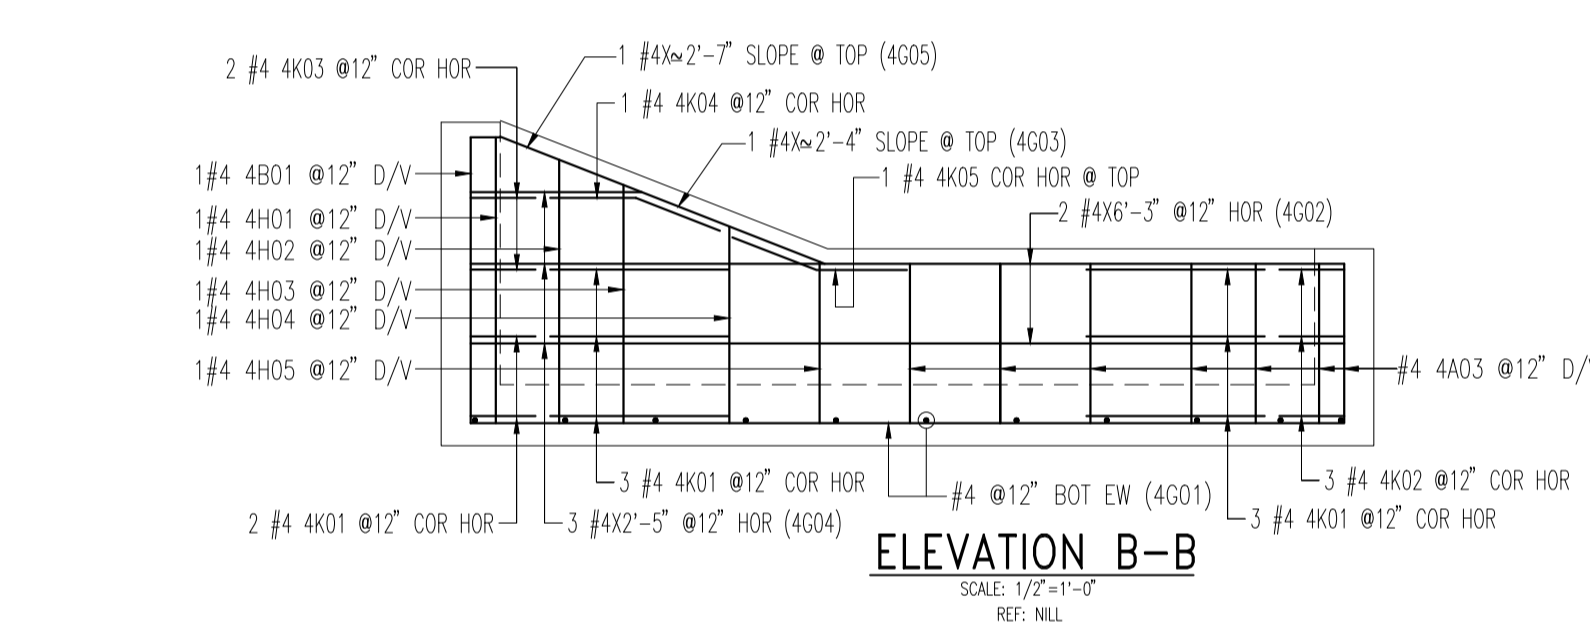 1 #4X≈2'-7" SLOPE @ TOP (4G05)
2 #4 4K03 @12" COR HOR
1 #4 4K04 @12" COR HOR
1 #4X≈2'-4" SLOPE @ TOP (4G03)
1#4 4B01 @12" D/V
1 #4 4K05 COR HOR @ TOP
1#4 4H01 @12" D/V
2 #4X6'-3" @12" HOR (4G02)
1#4 4H02 @12" D/V
1#4 4H03 @12" D/V
1#4 4H04 @12" D/V
1#4 4H05 @12" D/V
#4 4A03 @12" D/
3 #4 4K01 @12" COR HOR
3 #4 4K02 @12" COR HOR
#4 @12" BOT EW (4G01)
2 #4 4K01 @12" COR HOR
3 #4X2'-5" @12" HOR (4G04)
3 #4 4K01 @12" COR HOR
ELEVATION B-B
SCALE: 1/2"=1'-0"
REF: NILL